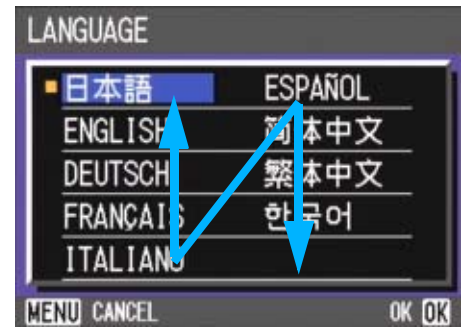 LANGUAGE
日本語
ENGLISH
DEUTSCH
FRANÇAIS
ITALIANO
ESPAÑOL
简体中文
繁体中文
한국어
MENU CANCEL
OK OK